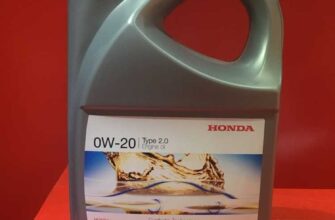 HONDA
0W-20 Type 2.0
Engine oil